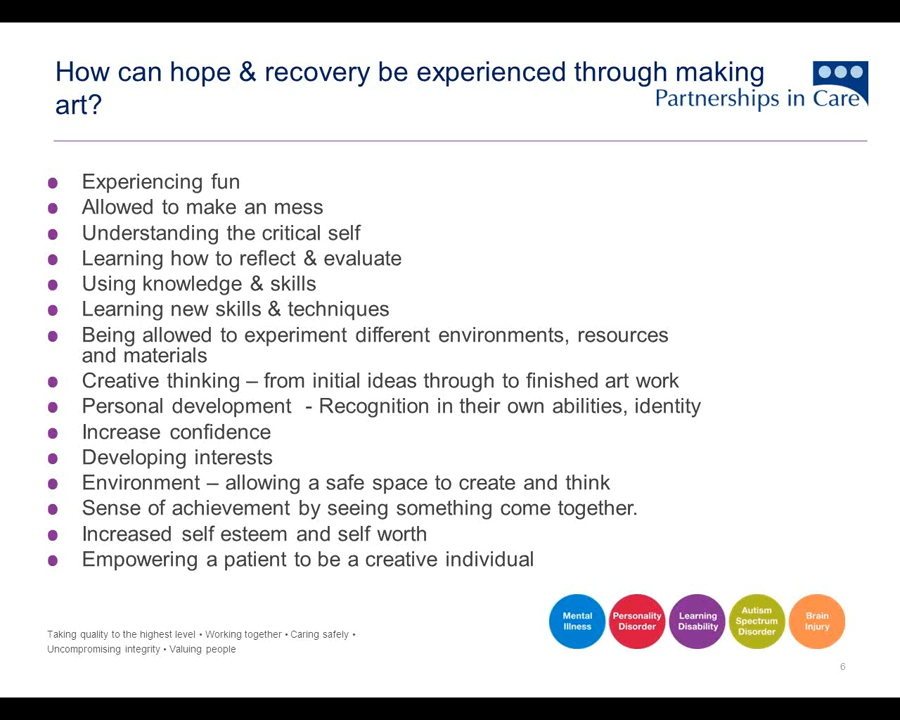 How can hope & recovery be experienced through making
art?
Partnerships in Care
Experiencing fun
Allowed to make an mess
Understanding the critical self
Learning how to reflect & evaluate
Using knowledge & skills
Learning new skills & techniques
Being allowed to experiment different environments, resources
and materials
Creative thinking – from initial ideas through to finished art work
Personal development - Recognition in their own abilities, identity
Increase confidence
Developing interests
Environment – allowing a safe space to create and think
Sense of achievement by seeing something come together.
Increased self esteem and self worth
Empowering a patient to be a creative individual
Taking quality to the highest level • Working together • Caring safely •
Uncompromising integrity • Valuing people
Mental
Illness
Personality
Disorder
Learning
Disability
Autism
Spectrum
Disorder
Brain
Injury
6